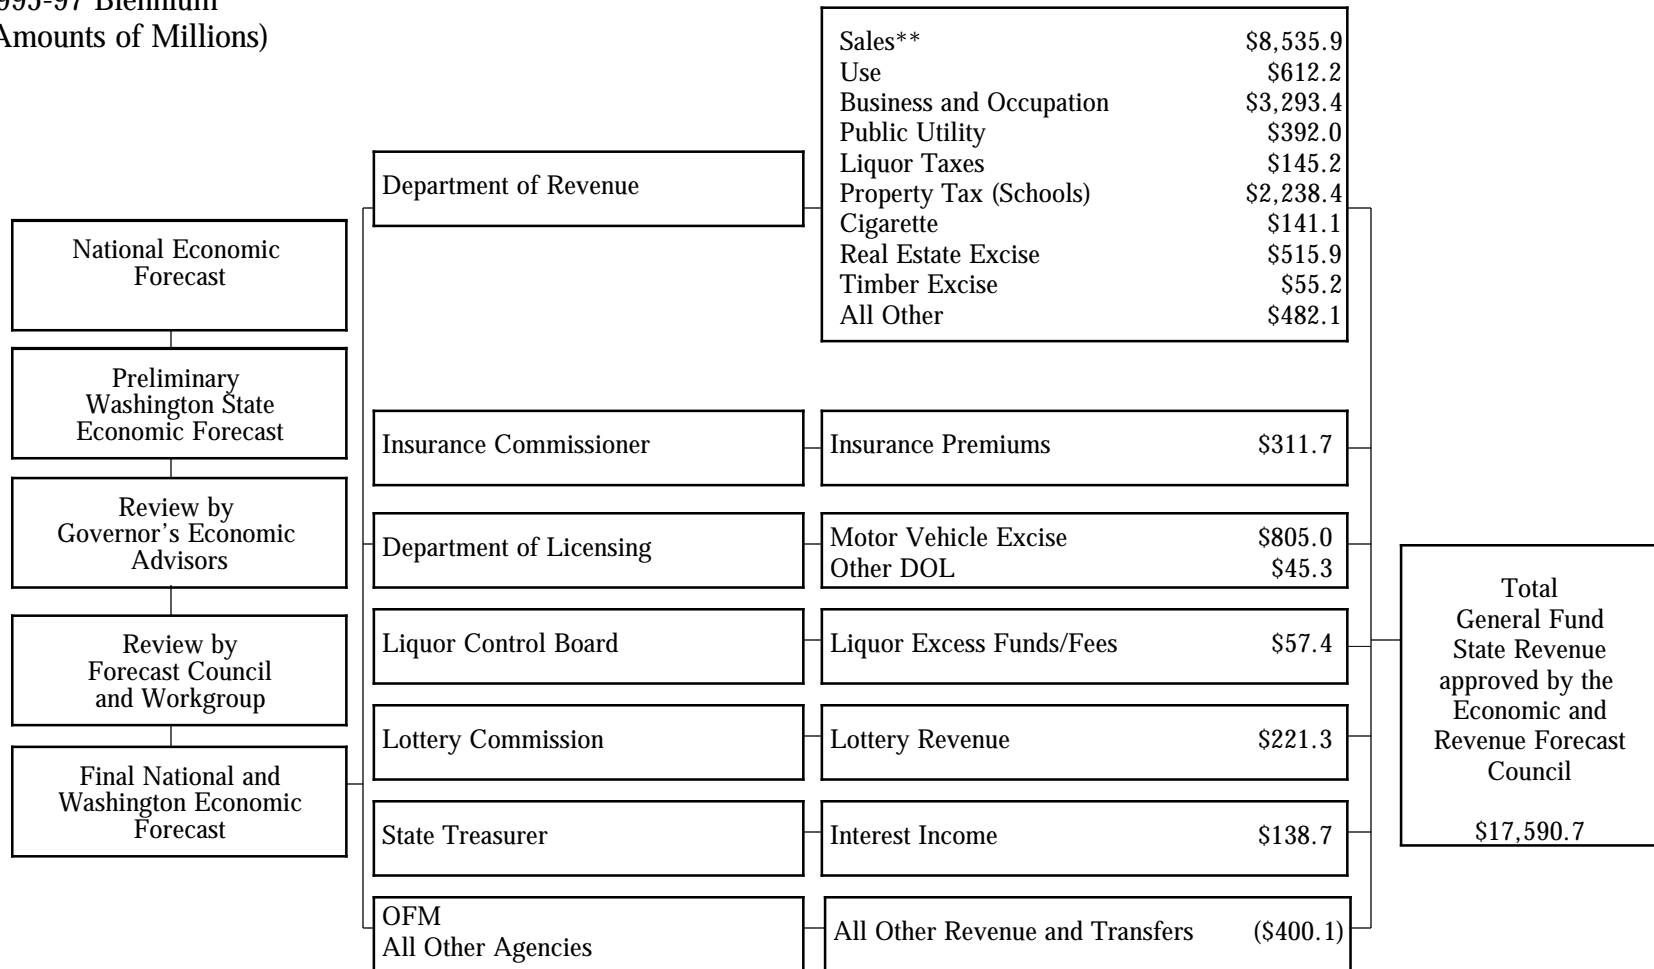 995-97 Biennium
Amounts of Millions)
Sales** $8,535.9
Use $612.2
Business and Occupation $3,293.4
Public Utility $392.0
Liquor Taxes $145.2
Property Tax (Schools) $2,238.4
Cigarette $141.1
Real Estate Excise $515.9
Timber Excise $55.2
All Other $482.1
Department of Revenue
National Economic
Forecast
Preliminary
Washington State
Economic Forecast
Review by
Governor’s Economic
Advisors
Review by
Forecast Council
and Workgroup
Final National and
Washington Economic
Forecast
Insurance Commissioner
Insurance Premiums $311.7
Department of Licensing
Motor Vehicle Excise $805.0
Other DOL $45.3
Liquor Control Board
Liquor Excess Funds/Fees $57.4
Lottery Commission
Lottery Revenue $221.3
State Treasurer
Interest Income $138.7
OFM
All Other Agencies
All Other Revenue and Transfers ($400.1)
Total
General Fund
State Revenue
approved by the
Economic and
Revenue Forecast
Council
$17,590.7